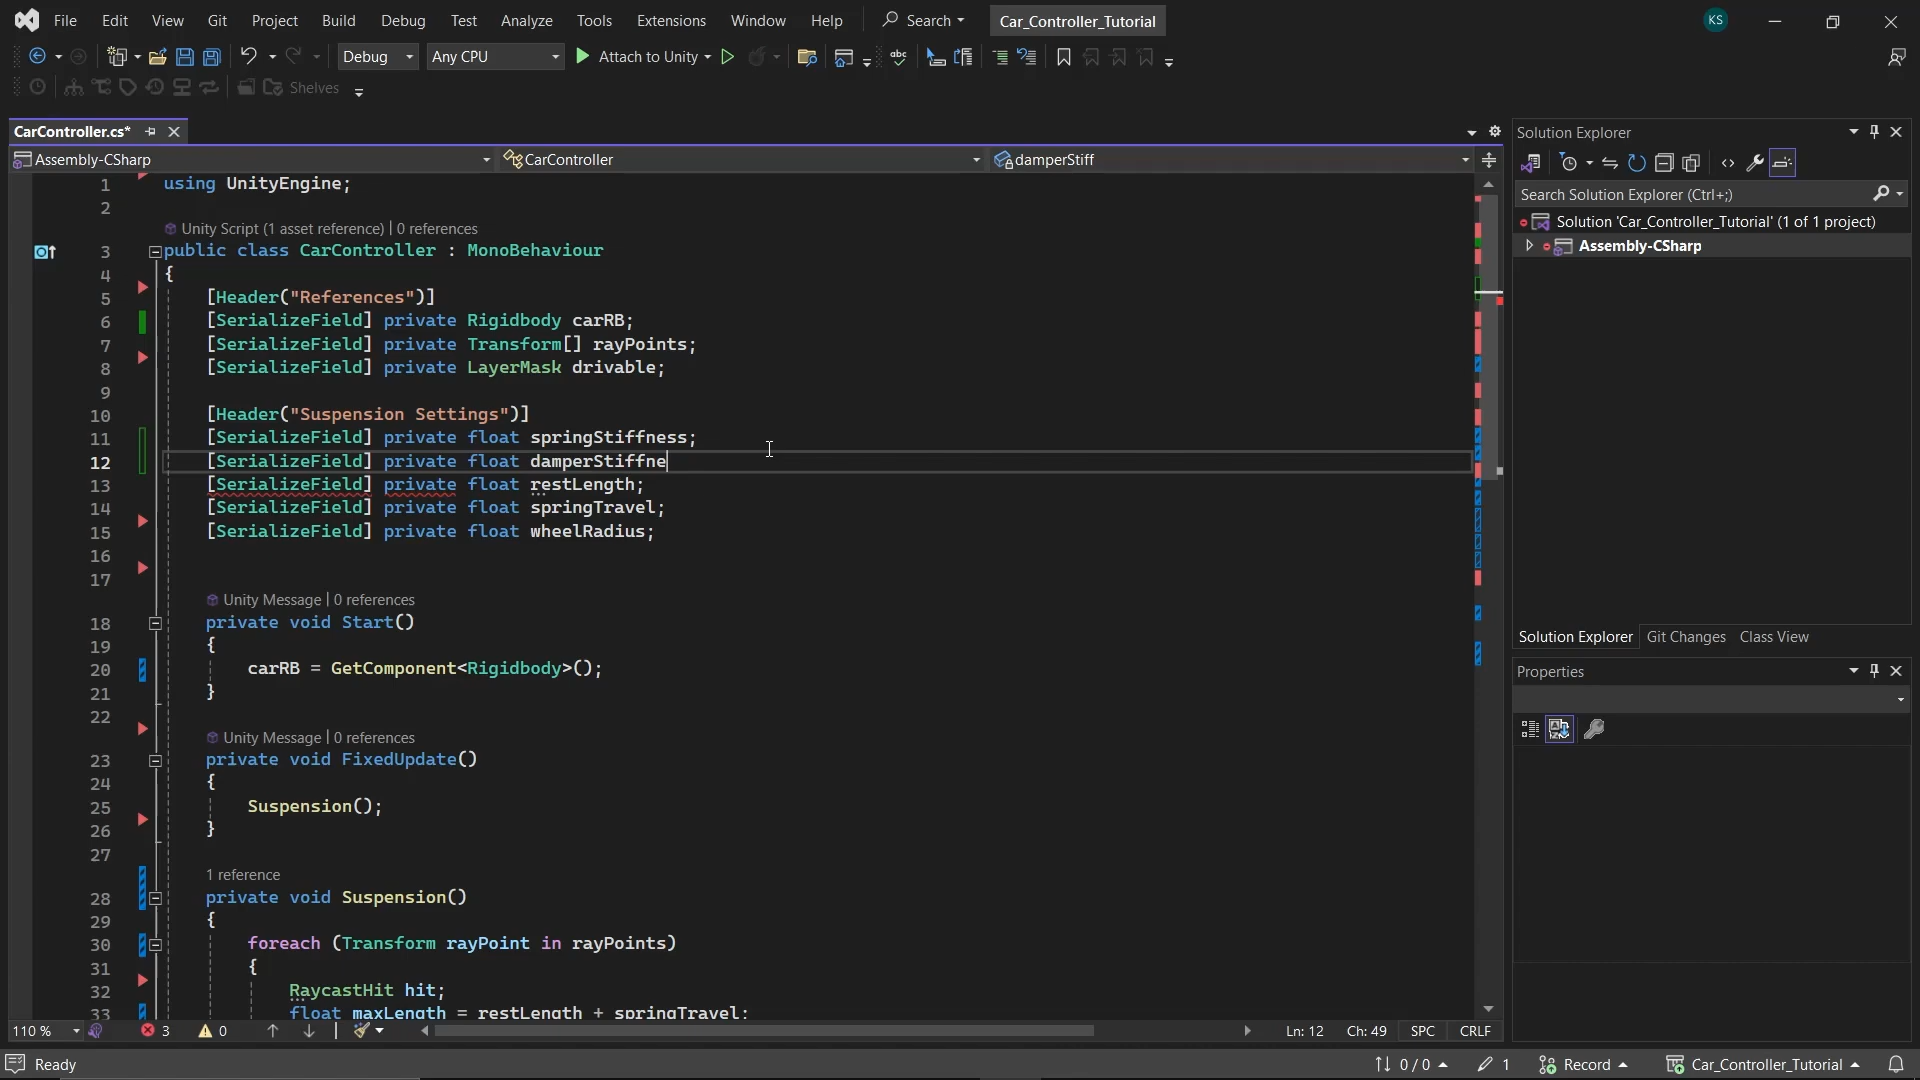 File Edit View Git Project Build Debug Test Analyze Tools Extensions Window Help Search Car_Controller_Tutorial KS
Debug Any CPU Attach to Unity abc
Shelves
CarController.cs*
Assembly-CSharp CarController damperStiff
1 using UnityEngine;
2
Unity Script (1 asset reference) | 0 references
3 public class CarController : MonoBehaviour
4 {
5 [Header("References")]
6 [SerializeField] private Rigidbody carRB;
7 [SerializeField] private Transform[] rayPoints;
8 [SerializeField] private LayerMask drivable;
9
10 [Header("Suspension Settings")]
11 [SerializeField] private float springStiffness;
12 [SerializeField] private float damperStiffne
13 [SerializeField] private float restLength;
14 [SerializeField] private float springTravel;
15 [SerializeField] private float wheelRadius;
16
17
Unity Message | 0 references
18 private void Start()
19 {
20 carRB = GetComponent<Rigidbody>();
21 }
22
Unity Message | 0 references
23 private void FixedUpdate()
24 {
25 Suspension();
26 }
27
1 reference
28 private void Suspension()
29 {
30 foreach (Transform rayPoint in rayPoints)
31 {
32 RaycastHit hit;
33 float maxLength = restLength + springTravel;
110 % 3 0 Ln: 12 Ch: 49 SPC CRLF
Solution Explorer
Search Solution Explorer (Ctrl+;)
Solution 'Car_Controller_Tutorial' (1 of 1 project)
Assembly-CSharp
Solution Explorer Git Changes Class View
Properties
Ready 0 / 0 1 Record Car_Controller_Tutorial